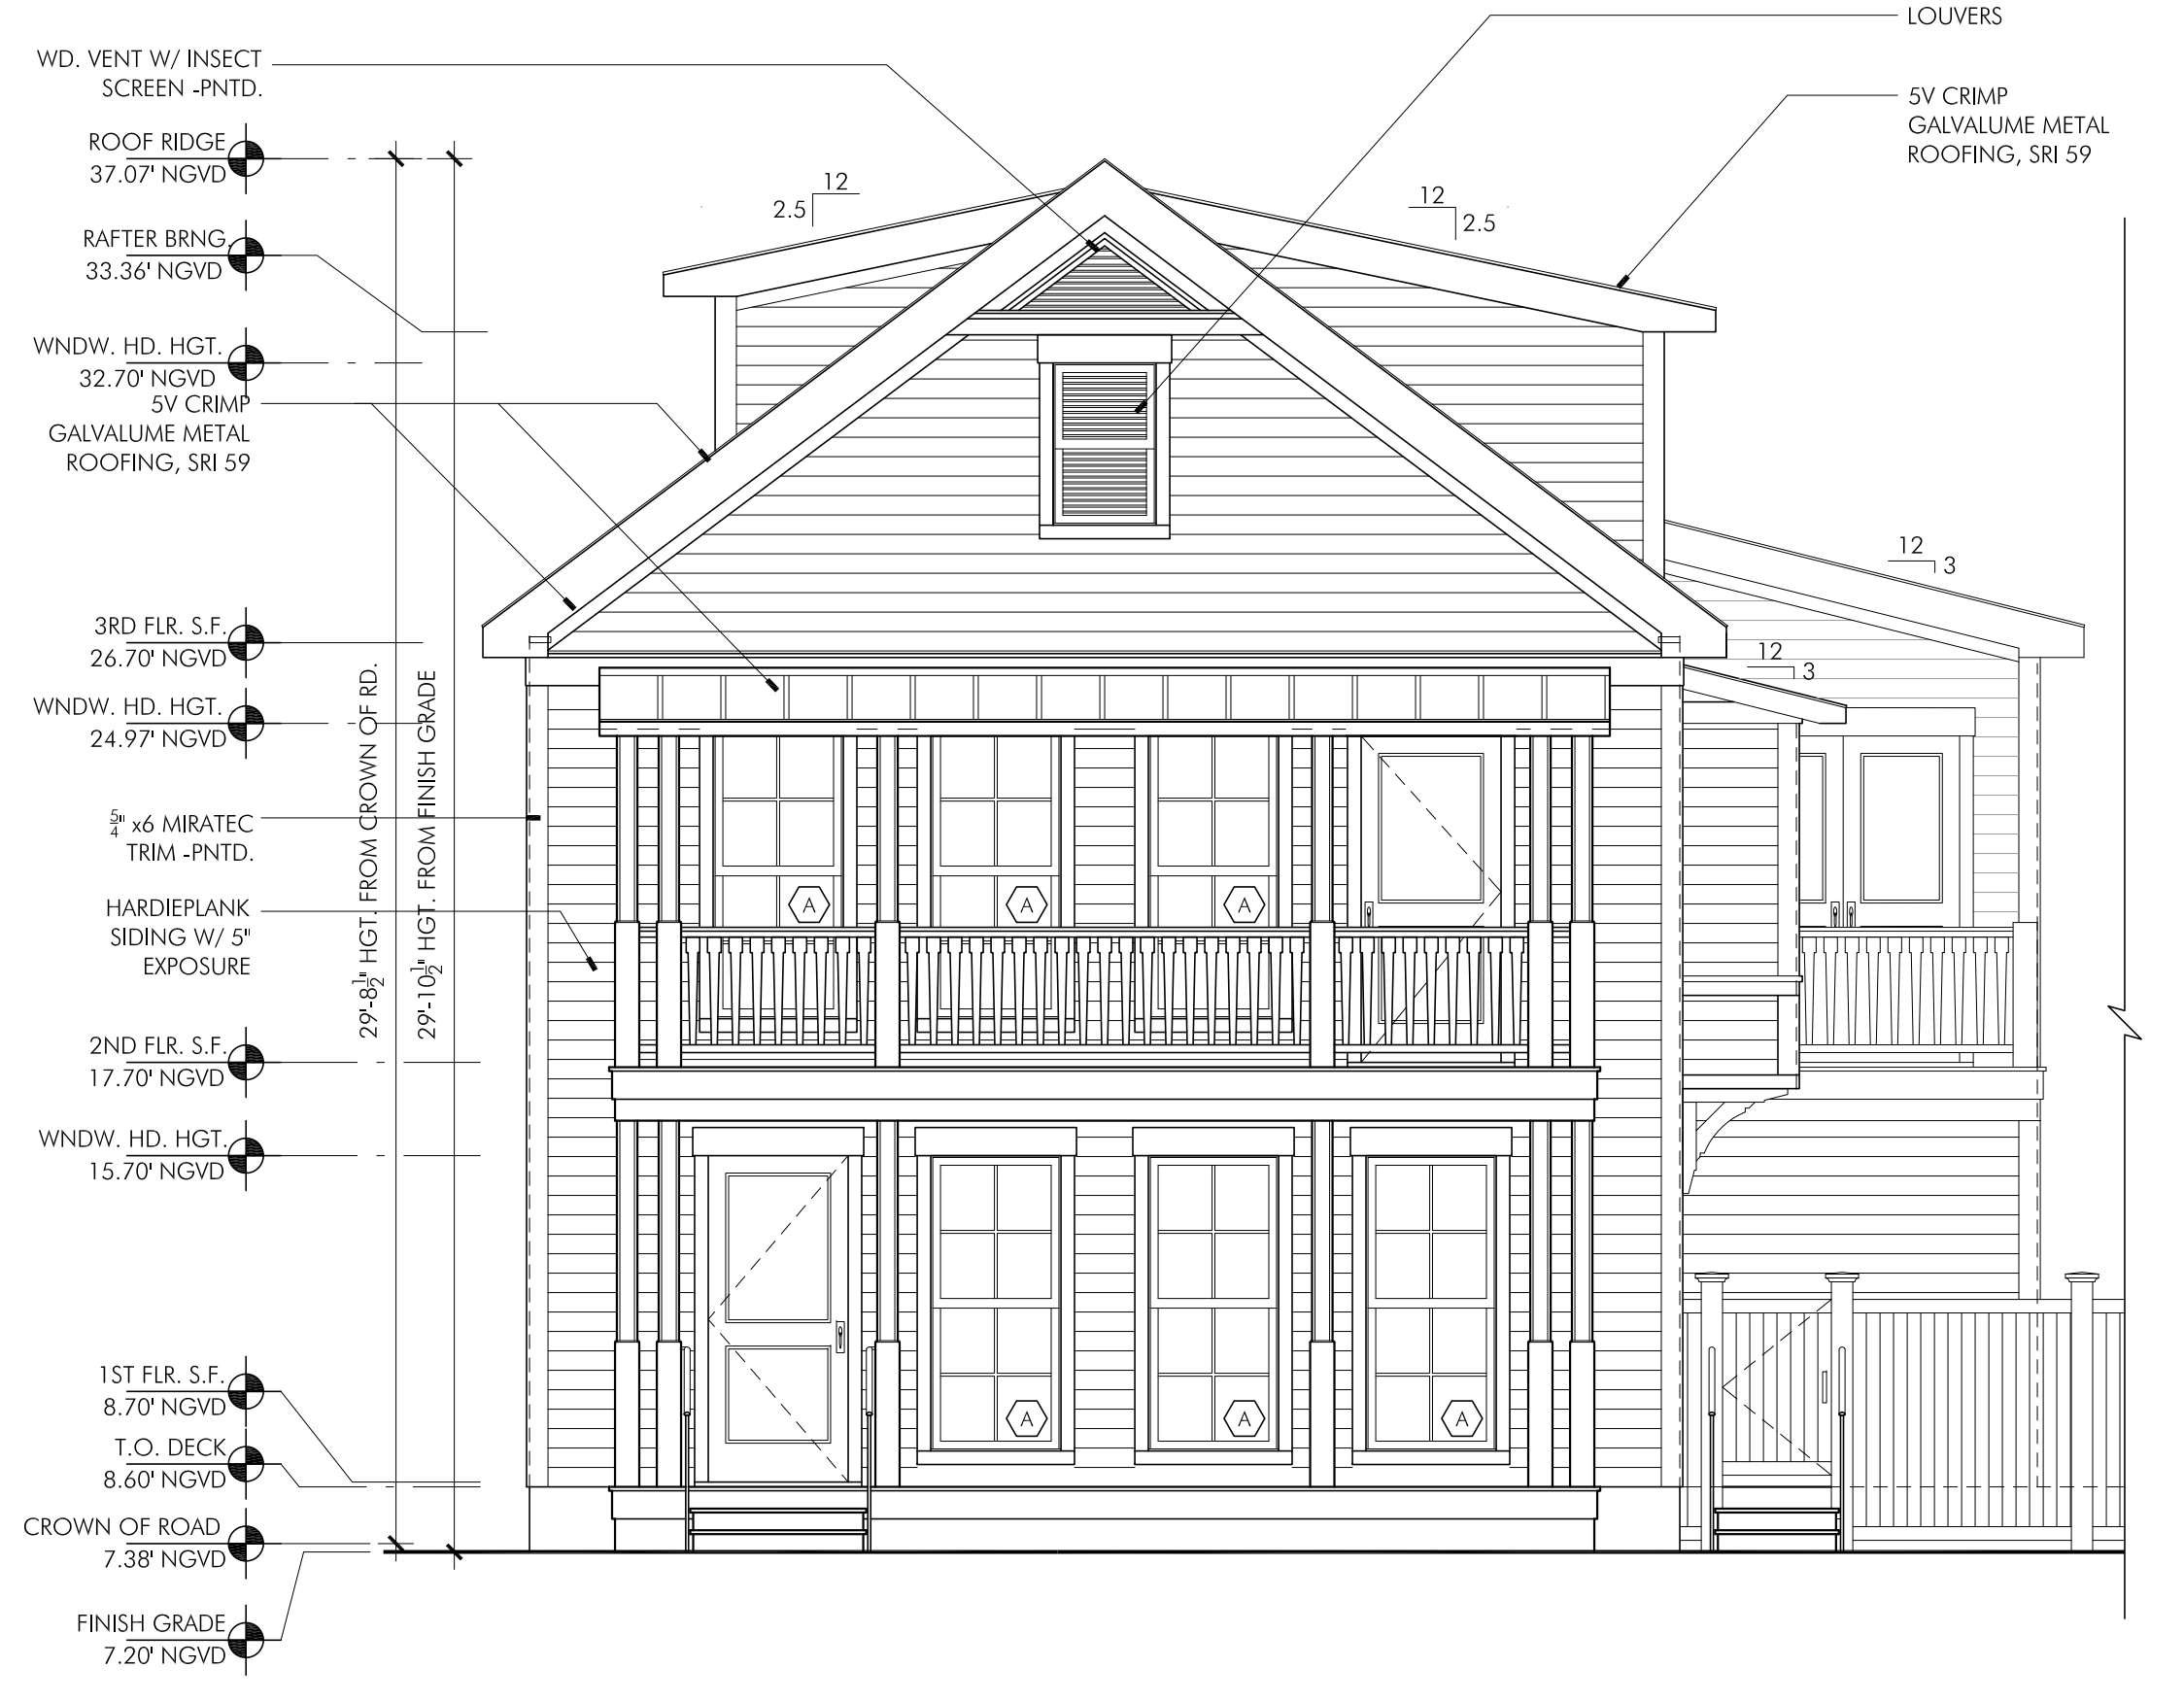 LOUVERS
WD. VENT W/ INSECT
SCREEN -PNTD.
5V CRIMP
GALVALUME METAL
ROOFING, SRI 59
ROOF RIDGE
37.07' NGVD
12
2.5
12
2.5
RAFTER BRNG.
33.36' NGVD
WNDW. HD. HGT.
32.70' NGVD
5V CRIMP
GALVALUME METAL
ROOFING, SRI 59
12
3
3RD FLR. S.F.
26.70' NGVD
12
3
WNDW. HD. HGT.
24.97' NGVD
29'-8 1/2" HGT. FROM CROWN OF RD.
29'-10 1/2" HGT. FROM FINISH GRADE
5/4" x6 MIRATEC
TRIM -PNTD.
A
A
A
HARDIEPLANK
SIDING W/ 5"
EXPOSURE
2ND FLR. S.F.
17.70' NGVD
WNDW. HD. HGT.
15.70' NGVD
1ST FLR. S.F.
8.70' NGVD
A
A
A
T.O. DECK
8.60' NGVD
CROWN OF ROAD
7.38' NGVD
FINISH GRADE
7.20' NGVD